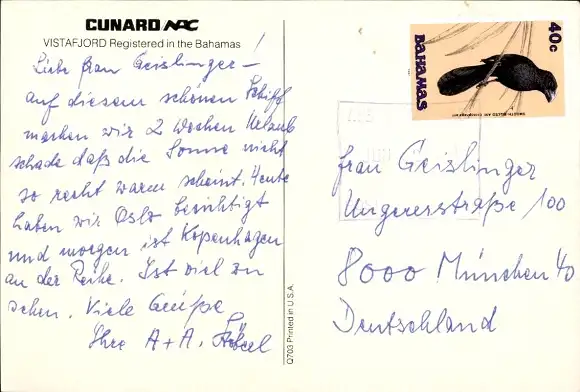 CUNARD NAC
VISTAFJORD Registered in the Bahamas
Liebe Frau Geislinger!
Auf diesem schönen Schiff
machen wir 2 Wochen Urlaub
schade daß die Sonne nicht
so recht warm scheint. Heute
haben wir Oslo besichtigt
und morgen ist Kopenhagen
an der Reihe. Ist viel zu
sehen. Viele Grüße
Ihre A + A.
Q703 Printed in U.S.A.
40c
BAHAMAS
SMOOTH-BILLED ANI
Frau Geislinger
Ungererstraße 100
8000 München 40
Deutschland